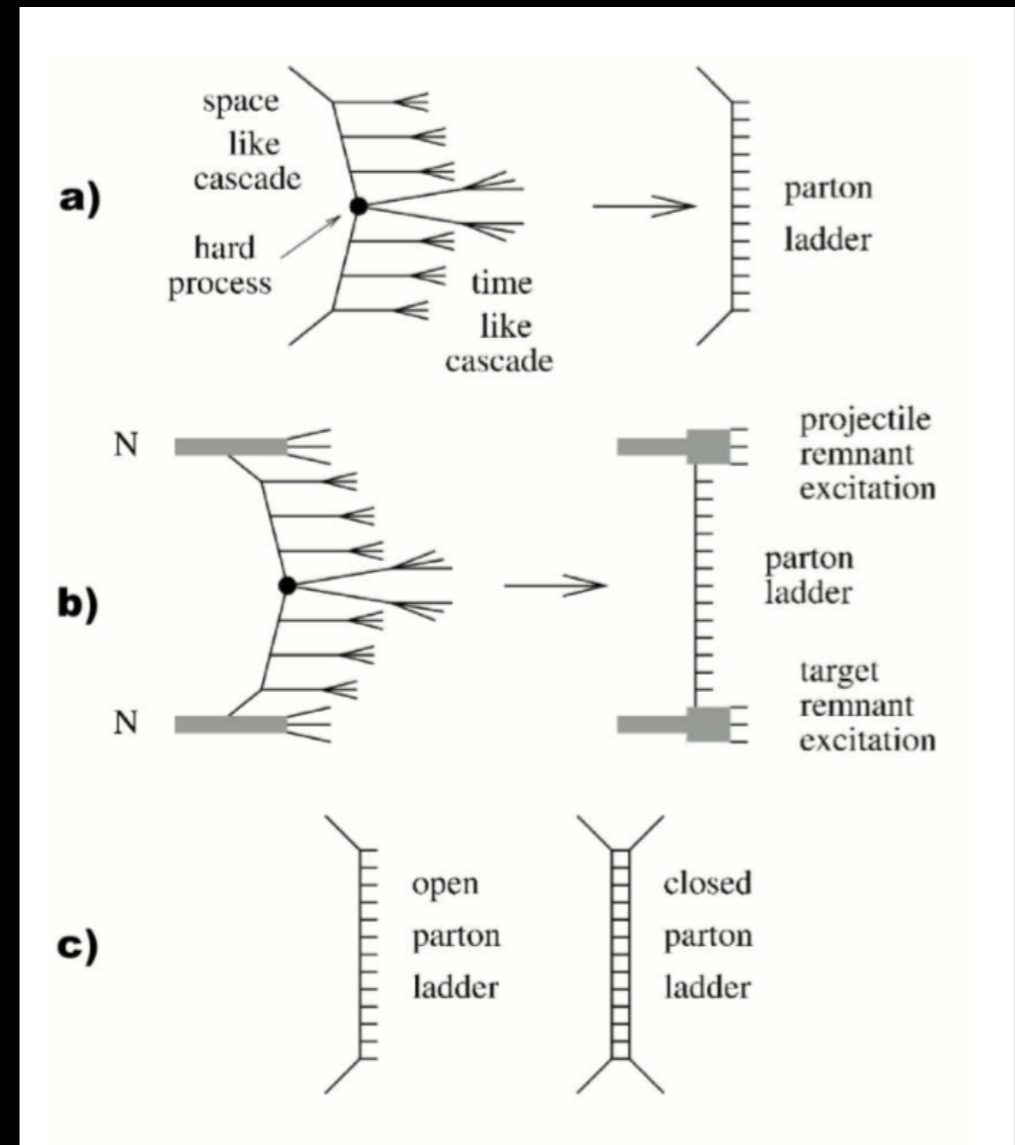 a)
space
like
cascade
hard
process
time
like
cascade
parton
ladder
b)
N
N
projectile
remnant
excitation
parton
ladder
target
remnant
excitation
c)
open
parton
ladder
closed
parton
ladder